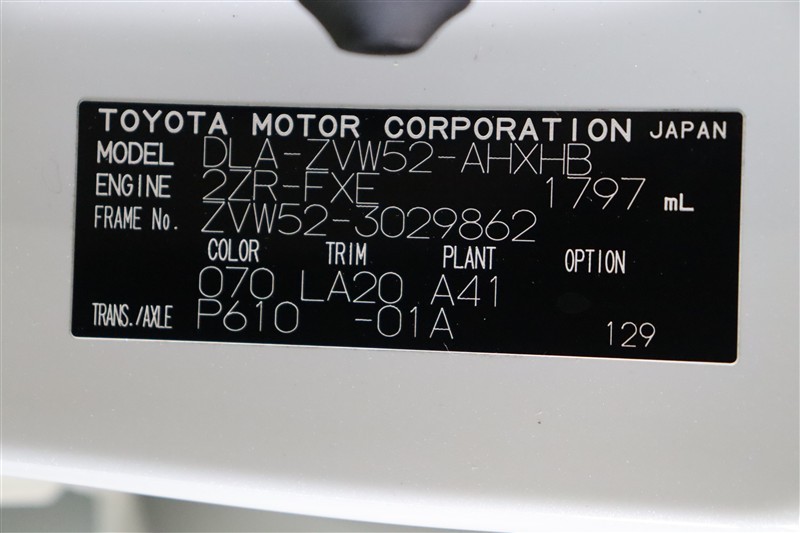 TOYOTA MOTOR CORPORATION JAPAN
MODEL DLA-ZVW52-AHXHB
ENGINE 2ZR-FXE 1797 mL
FRAME No. ZVW52-3029862
COLOR TRIM PLANT OPTION
070 LA20 A41
TRANS./AXLE P610 -01A 129